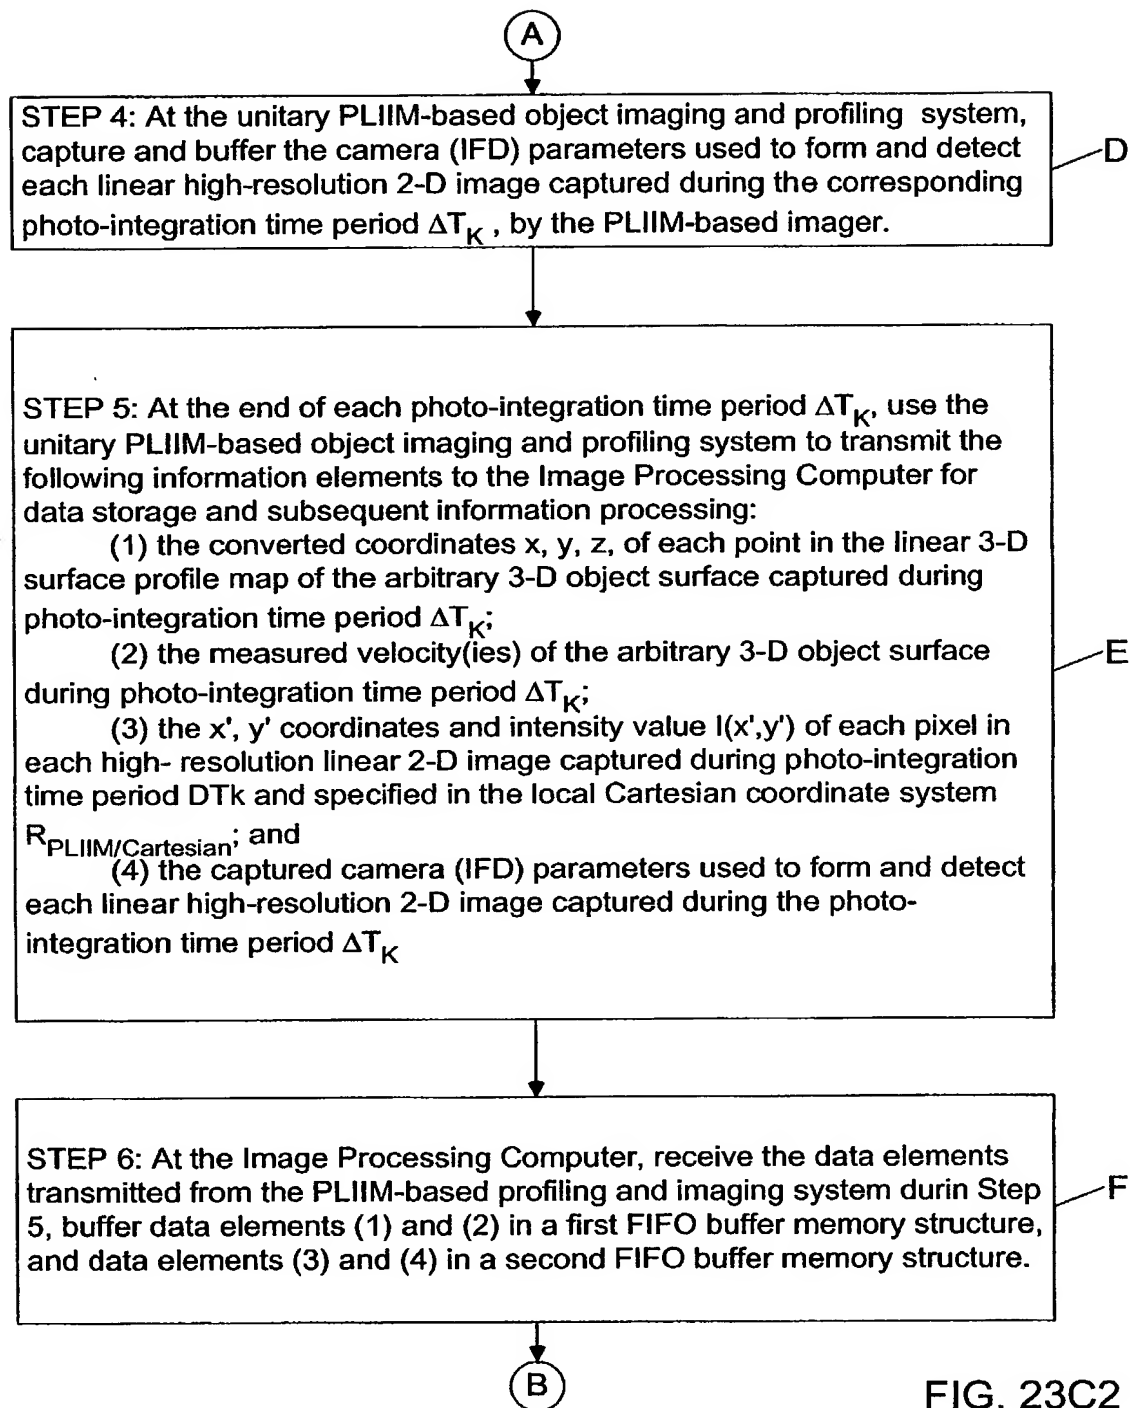 A
STEP 4: At the unitary PLIIM-based object imaging and profiling system,
capture and buffer the camera (IFD) parameters used to form and detect
each linear high-resolution 2-D image captured during the corresponding
photo-integration time period ΔT_K , by the PLIIM-based imager.
D
STEP 5: At the end of each photo-integration time period ΔT_K, use the
unitary PLIIM-based object imaging and profiling system to transmit the
following information elements to the Image Processing Computer for
data storage and subsequent information processing:
(1) the converted coordinates x, y, z, of each point in the linear 3-D
surface profile map of the arbitrary 3-D object surface captured during
photo-integration time period ΔT_K;
(2) the measured velocity(ies) of the arbitrary 3-D object surface
during photo-integration time period ΔT_K;
(3) the x', y' coordinates and intensity value I(x',y') of each pixel in
each high- resolution linear 2-D image captured during photo-integration
time period DTk and specified in the local Cartesian coordinate system
R_PLIIM/Cartesian; and
(4) the captured camera (IFD) parameters used to form and detect
each linear high-resolution 2-D image captured during the photo-
integration time period ΔT_K
E
STEP 6: At the Image Processing Computer, receive the data elements
transmitted from the PLIIM-based profiling and imaging system durin Step
5, buffer data elements (1) and (2) in a first FIFO buffer memory structure,
and data elements (3) and (4) in a second FIFO buffer memory structure.
F
B
FIG. 23C2